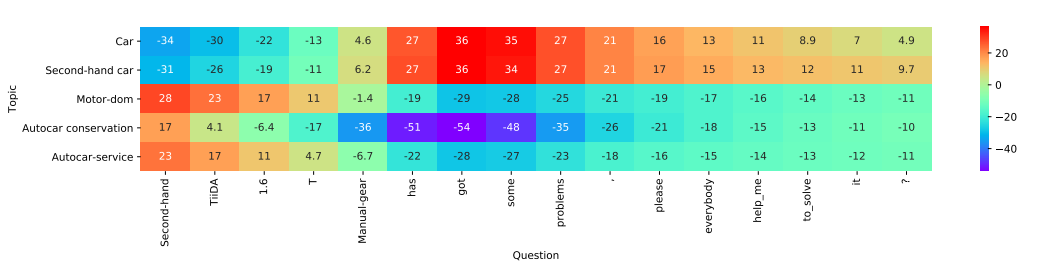 Topic
Car -34 -30 -22 -13 4.6 27 36 35 27 21 16 13 11 8.9 7 4.9
Second-hand car -31 -26 -19 -11 6.2 27 36 34 27 21 17 15 13 12 11 9.7
Motor-dom 28 23 17 11 -1.4 -19 -29 -28 -25 -21 -19 -17 -16 -14 -13 -11
Autocar conservation 17 4.1 -6.4 -17 -36 -51 -54 -48 -35 -26 -21 -18 -15 -13 -11 -10
Autocar-service 23 17 11 4.7 -6.7 -22 -28 -27 -23 -18 -16 -15 -14 -13 -12 -11
Second-hand TiiDA 1.6 T Manual-gear has got some problems , please everybody help_me to_solve it ?
Question
20
0
−20
−40